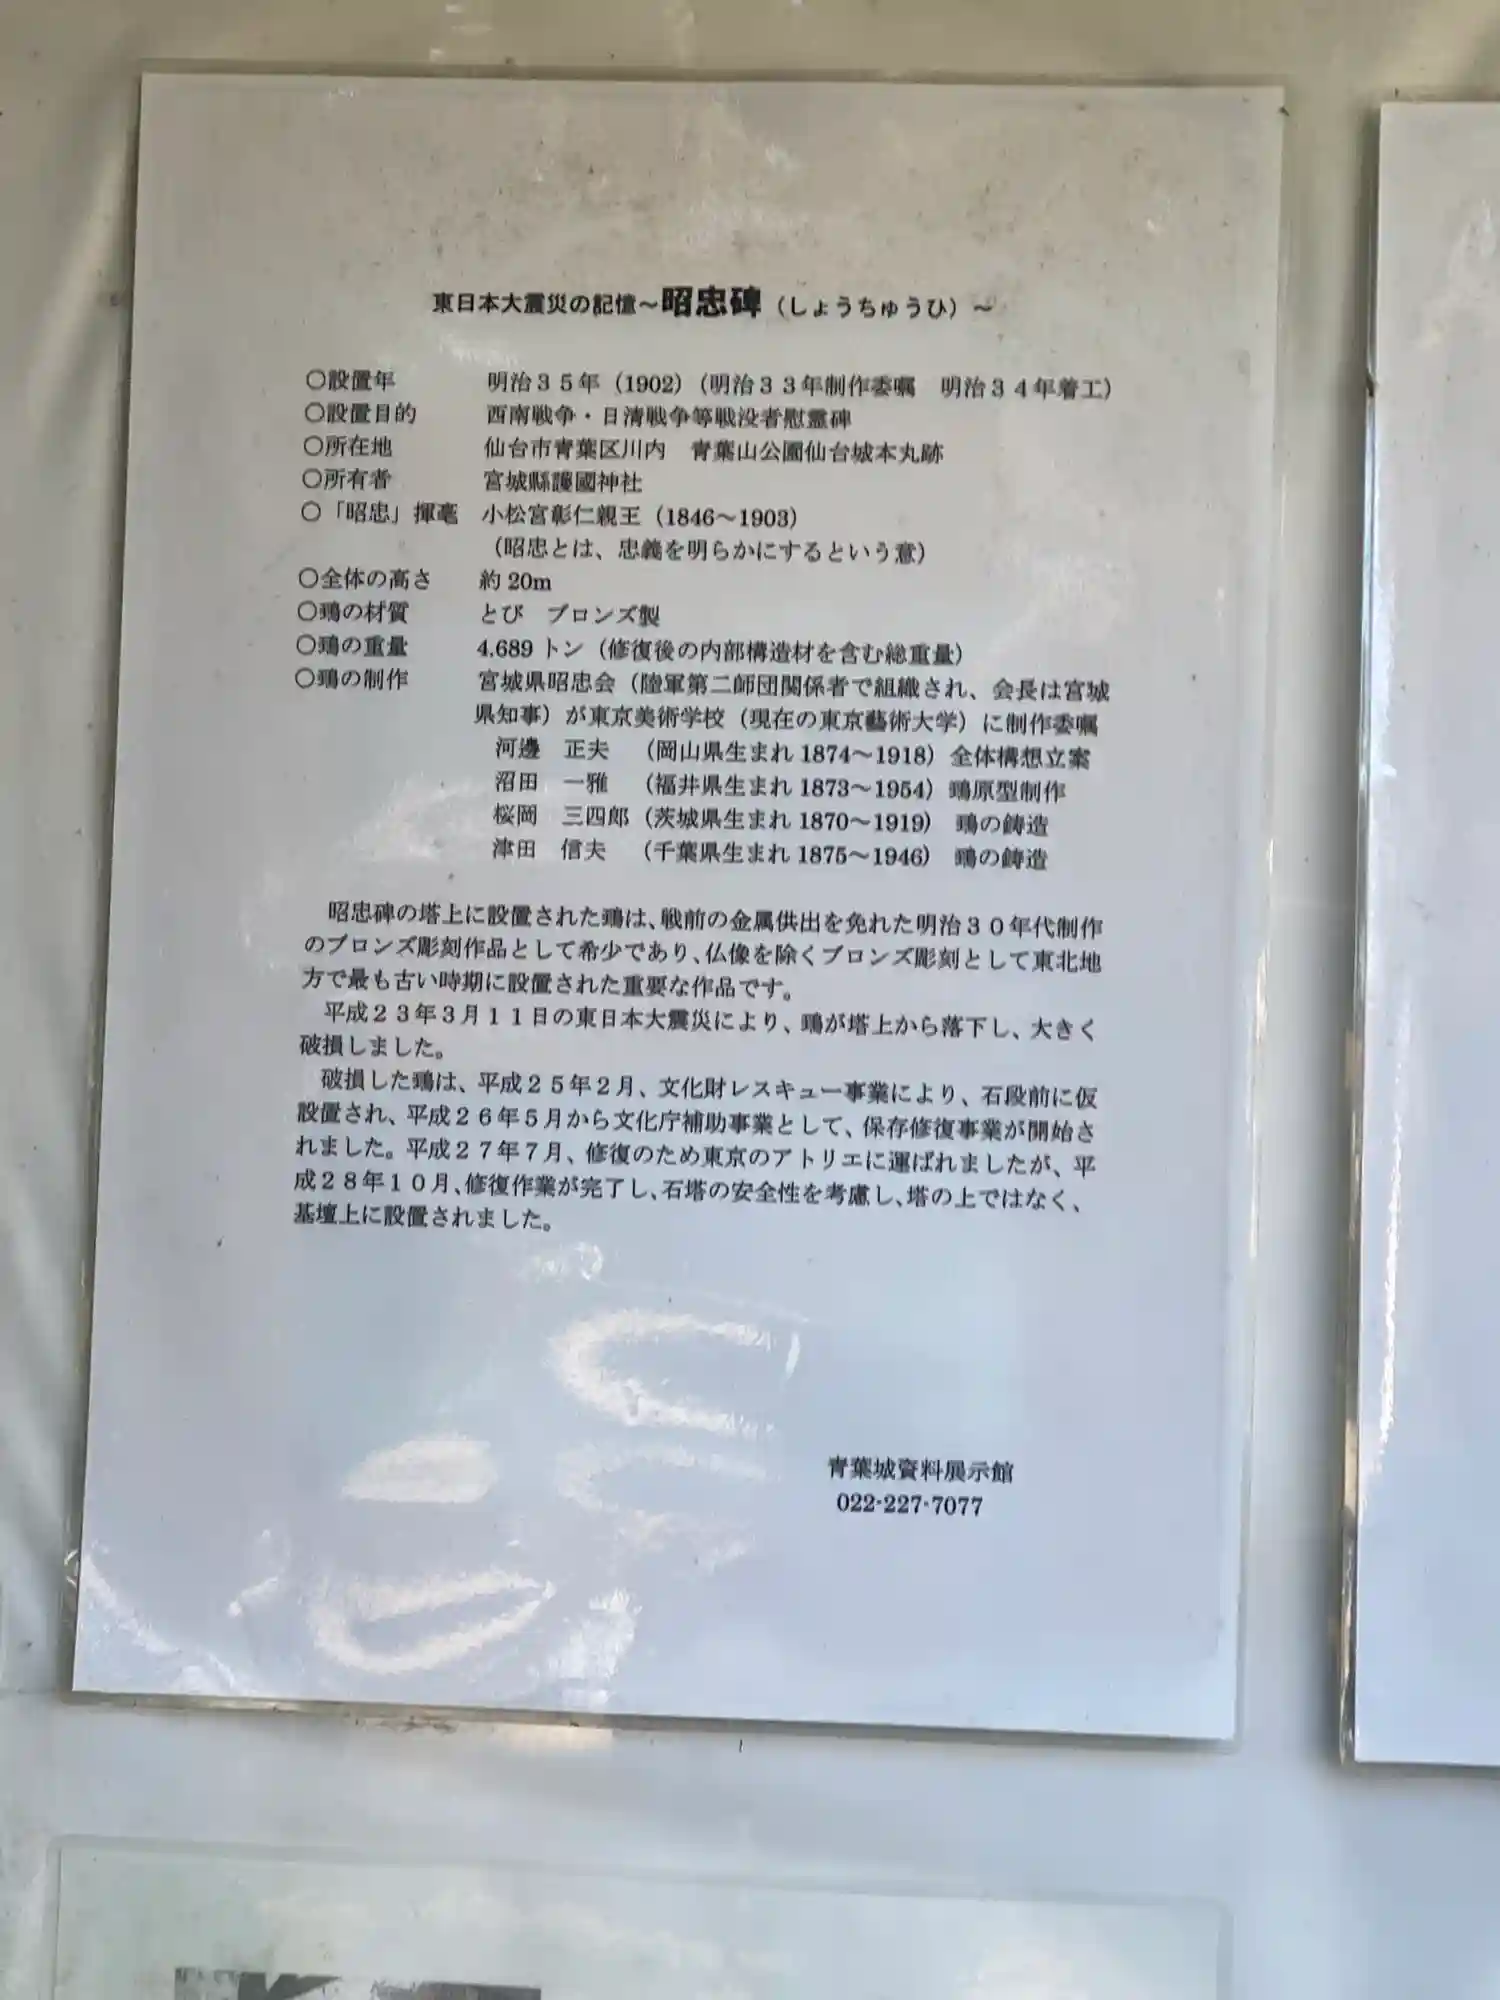 東日本大震災の記憶～昭忠碑（しょうちゅうひ）～
○設置年　明治３５年（1902）（明治３３年制作委嘱　明治３４年着工）
○設置目的　西南戦争・日清戦争等戦没者慰霊碑
○所在地　仙台市青葉区川内　青葉山公園仙台城本丸跡
○所有者　宮城縣護國神社
○「昭忠」揮毫　小松宮彰仁親王（1846～1903）
（昭忠とは、忠義を明らかにするという意）
○全体の高さ　約 20m
○鵄の材質　とび　ブロンズ製
○鵄の重量　4.689 トン（修復後の内部構造材を含む総重量）
○鵄の制作　宮城県昭忠会（陸軍第二師団関係者で組織され、会長は宮城
県知事）が東京美術学校（現在の東京藝術大学）に制作委嘱
河邊　正夫　（岡山県生まれ 1874～1918）全体構想立案
沼田　一雅　（福井県生まれ 1873～1954）鵄原型制作
桜岡　三四郎（茨城県生まれ 1870～1919）　鵄の鋳造
津田　信夫　（千葉県生まれ 1875～1946）　鵄の鋳造
昭忠碑の塔上に設置された鵄は、戦前の金属供出を免れた明治３０年代制作
のブロンズ彫刻作品として希少であり、仏像を除くブロンズ彫刻として東北地
方で最も古い時期に設置された重要な作品です。
平成２３年３月１１日の東日本大震災により、鵄が塔上から落下し、大きく
破損しました。
破損した鵄は、平成２５年２月、文化財レスキュー事業により、石段前に仮
設置され、平成２６年５月から文化庁補助事業として、保存修復事業が開始さ
れました。平成２７年７月、修復のため東京のアトリエに運ばれましたが、平
成２８年１０月、修復作業が完了し、石塔の安全性を考慮し、塔の上ではなく、
基壇上に設置されました。
青葉城資料展示館
022-227-7077